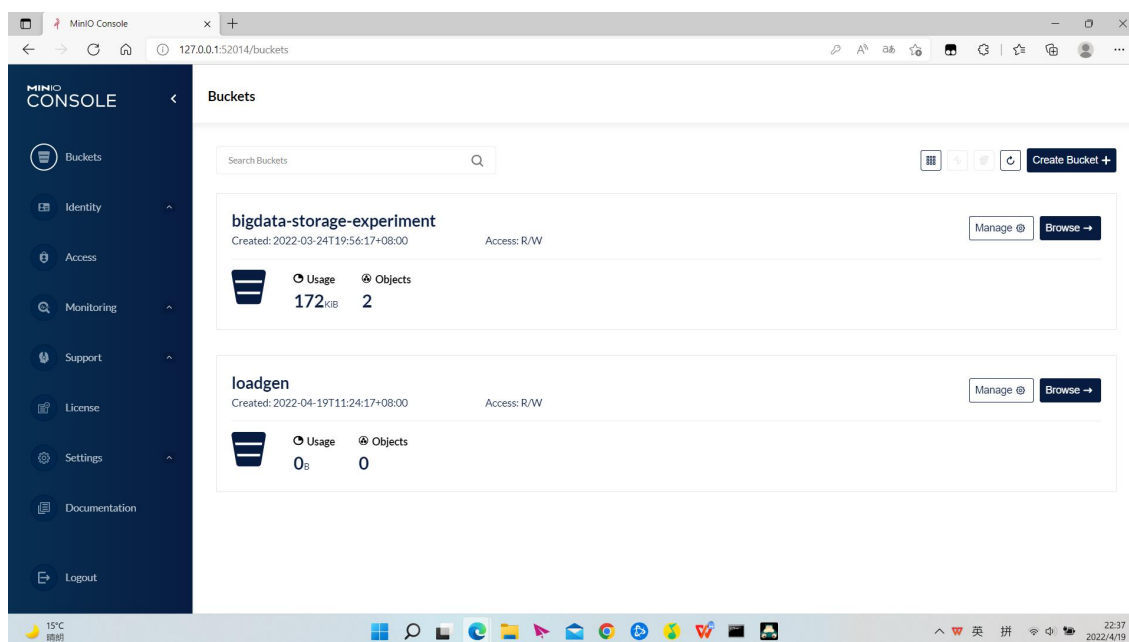 MinIO Console
127.0.0.1:52014/buckets
MINIO
CONSOLE
Buckets
Identity
Access
Monitoring
Support
License
Settings
Documentation
Logout
Buckets
Search Buckets
Create Bucket +
bigdata-storage-experiment
Created: 2022-03-24T19:56:17+08:00 Access: R/W
Manage
Browse →
Usage Objects
172 KiB 2
loadgen
Created: 2022-04-19T11:24:17+08:00 Access: R/W
Manage
Browse →
Usage Objects
0 B 0
15°C
晴朗
英 拼
22:37
2022/4/19